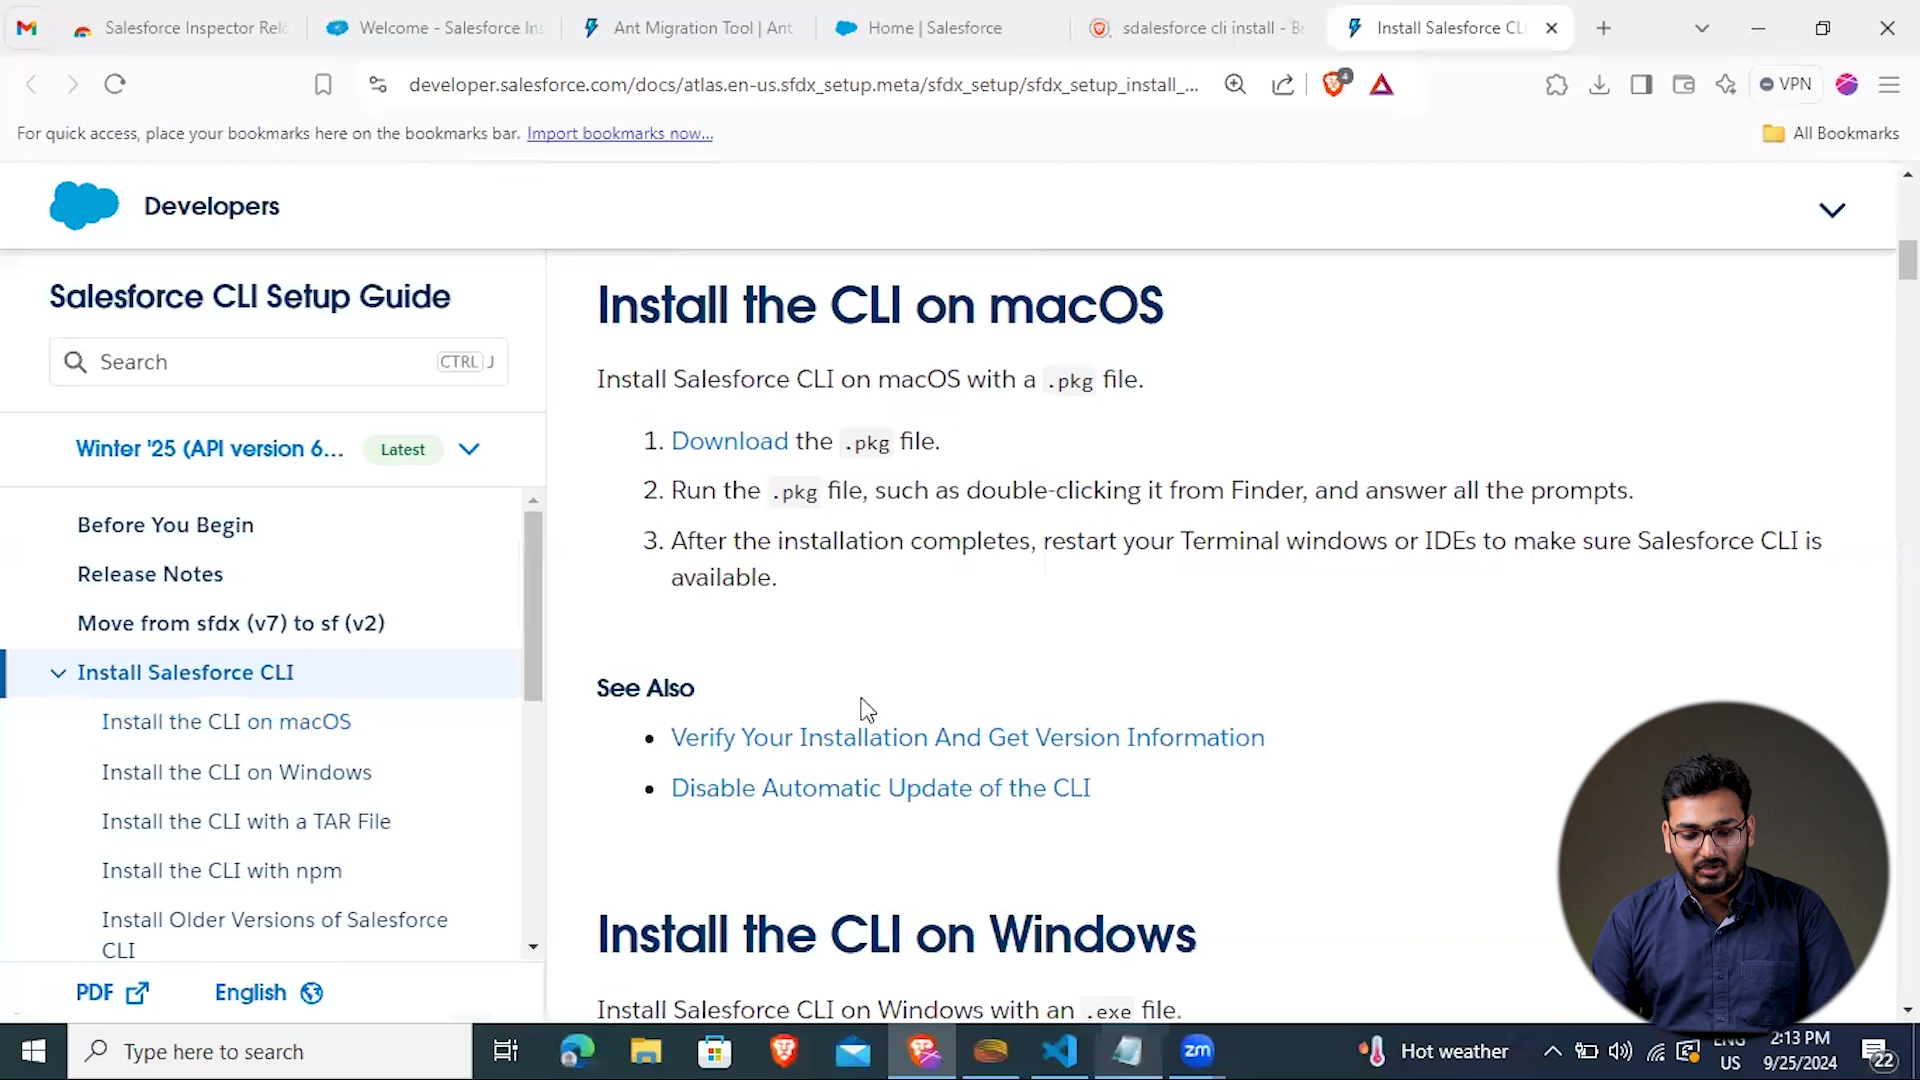 Salesforce Inspector Relo
Welcome - Salesforce Ins
Ant Migration Tool | Ant
Home | Salesforce
sdalesforce cli install - Br
Install Salesforce CLI
developer.salesforce.com/docs/atlas.en-us.sfdx_setup.meta/sfdx_setup/sfdx_setup_install_...
4
VPN
For quick access, place your bookmarks here on the bookmarks bar. Import bookmarks now...
All Bookmarks
Developers
Salesforce CLI Setup Guide
Search
CTRL J
Winter '25 (API version 6...
Latest
Before You Begin
Release Notes
Move from sfdx (v7) to sf (v2)
Install Salesforce CLI
Install the CLI on macOS
Install the CLI on Windows
Install the CLI with a TAR File
Install the CLI with npm
Install Older Versions of Salesforce
CLI
PDF
English
Install the CLI on macOS
Install Salesforce CLI on macOS with a .pkg file.
1. Download the .pkg file.
2. Run the .pkg file, such as double-clicking it from Finder, and answer all the prompts.
3. After the installation completes, restart your Terminal windows or IDEs to make sure Salesforce CLI is
available.
See Also
• Verify Your Installation And Get Version Information
• Disable Automatic Update of the CLI
Install the CLI on Windows
Install Salesforce CLI on Windows with an .exe file.
Type here to search
zm
Hot weather
ENG
US
2:13 PM
9/25/2024
22